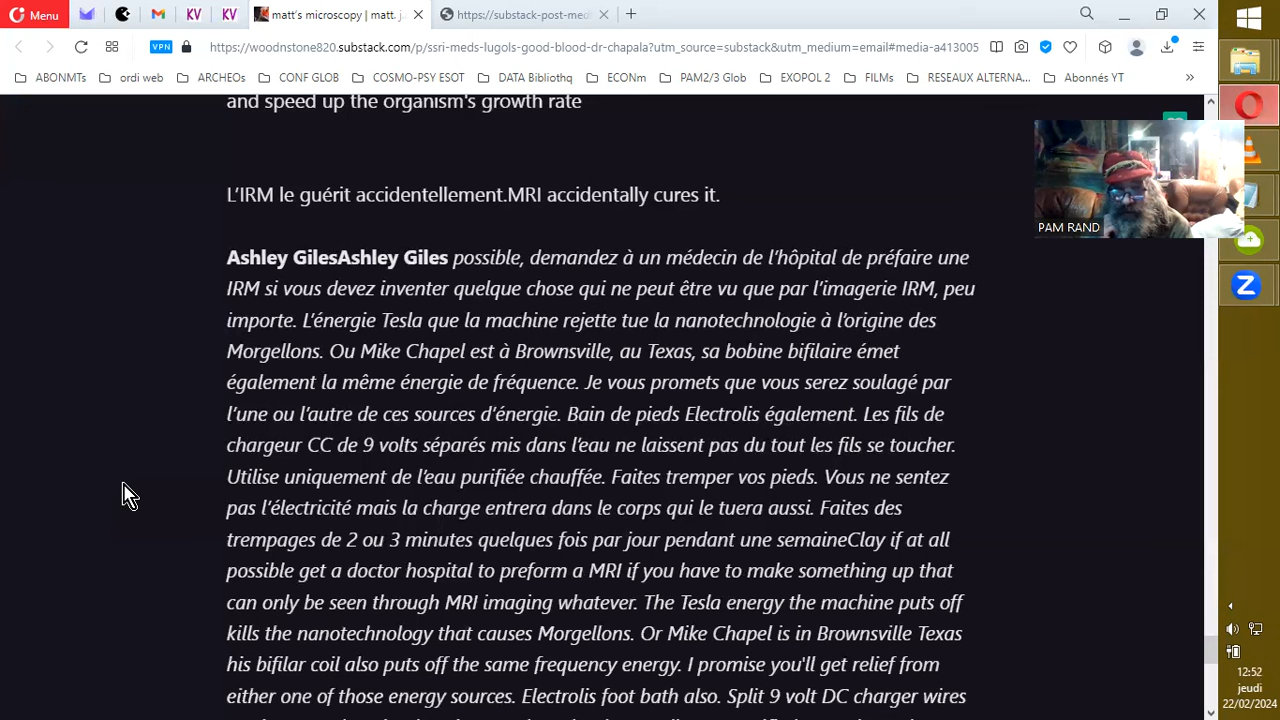 Menu
KV
KV
matt's microscopy | matt. j
https://substack-post-med
VPN
https://woodnstone820.substack.com/p/ssri-meds-lugols-good-blood-dr-chapala?utm_source=substack&utm_medium=email#media-a413005
ABONMTs
ordi web
ARCHEOs
CONF GLOB
COSMO-PSY ESOT
DATA Bibligthq
ECONm
PAM2/3 Glob
EXOPOL 2
FILMs
RESEAUX ALTERNA...
Abonnés YT
and speed up the organism's growth rate
L'IRM le guérit accidentellement.MRI accidentally cures it.
PAM RAND
Ashley GilesAshley Giles possible, demandez à un médecin de l'hôpital de préfaire une
IRM si vous devez inventer quelque chose qui ne peut être vu que par l'imagerie IRM, peu
importe. L'énergie Tesla que la machine rejette tue la nanotechnologie à l'origine des
Morgellons. Ou Mike Chapel est à Brownsville, au Texas, sa bobine bifilaire émet
également la même énergie de fréquence. Je vous promets que vous serez soulagé par
l'une ou l'autre de ces sources d'énergie. Bain de pieds Electrolis également. Les fils de
chargeur CC de 9 volts séparés mis dans l'eau ne laissent pas du tout les fils se toucher.
Utilise uniquement de l'eau purifiée chauffée. Faites tremper vos pieds. Vous ne sentez
pas l'électricité mais la charge entrera dans le corps qui le tuera aussi. Faites des
trempages de 2 ou 3 minutes quelques fois par jour pendant une semaineClay if at all
possible get a doctor hospital to preform a MRI if you have to make something up that
can only be seen through MRI imaging whatever. The Tesla energy the machine puts off
kills the nanotechnology that causes Morgellons. Or Mike Chapel is in Brownsville Texas
his bifilar coil also puts off the same frequency energy. I promise you'll get relief from
either one of those energy sources. Electrolis foot bath also. Split 9 volt DC charger wires
12:52
jeudi
22/02/2024